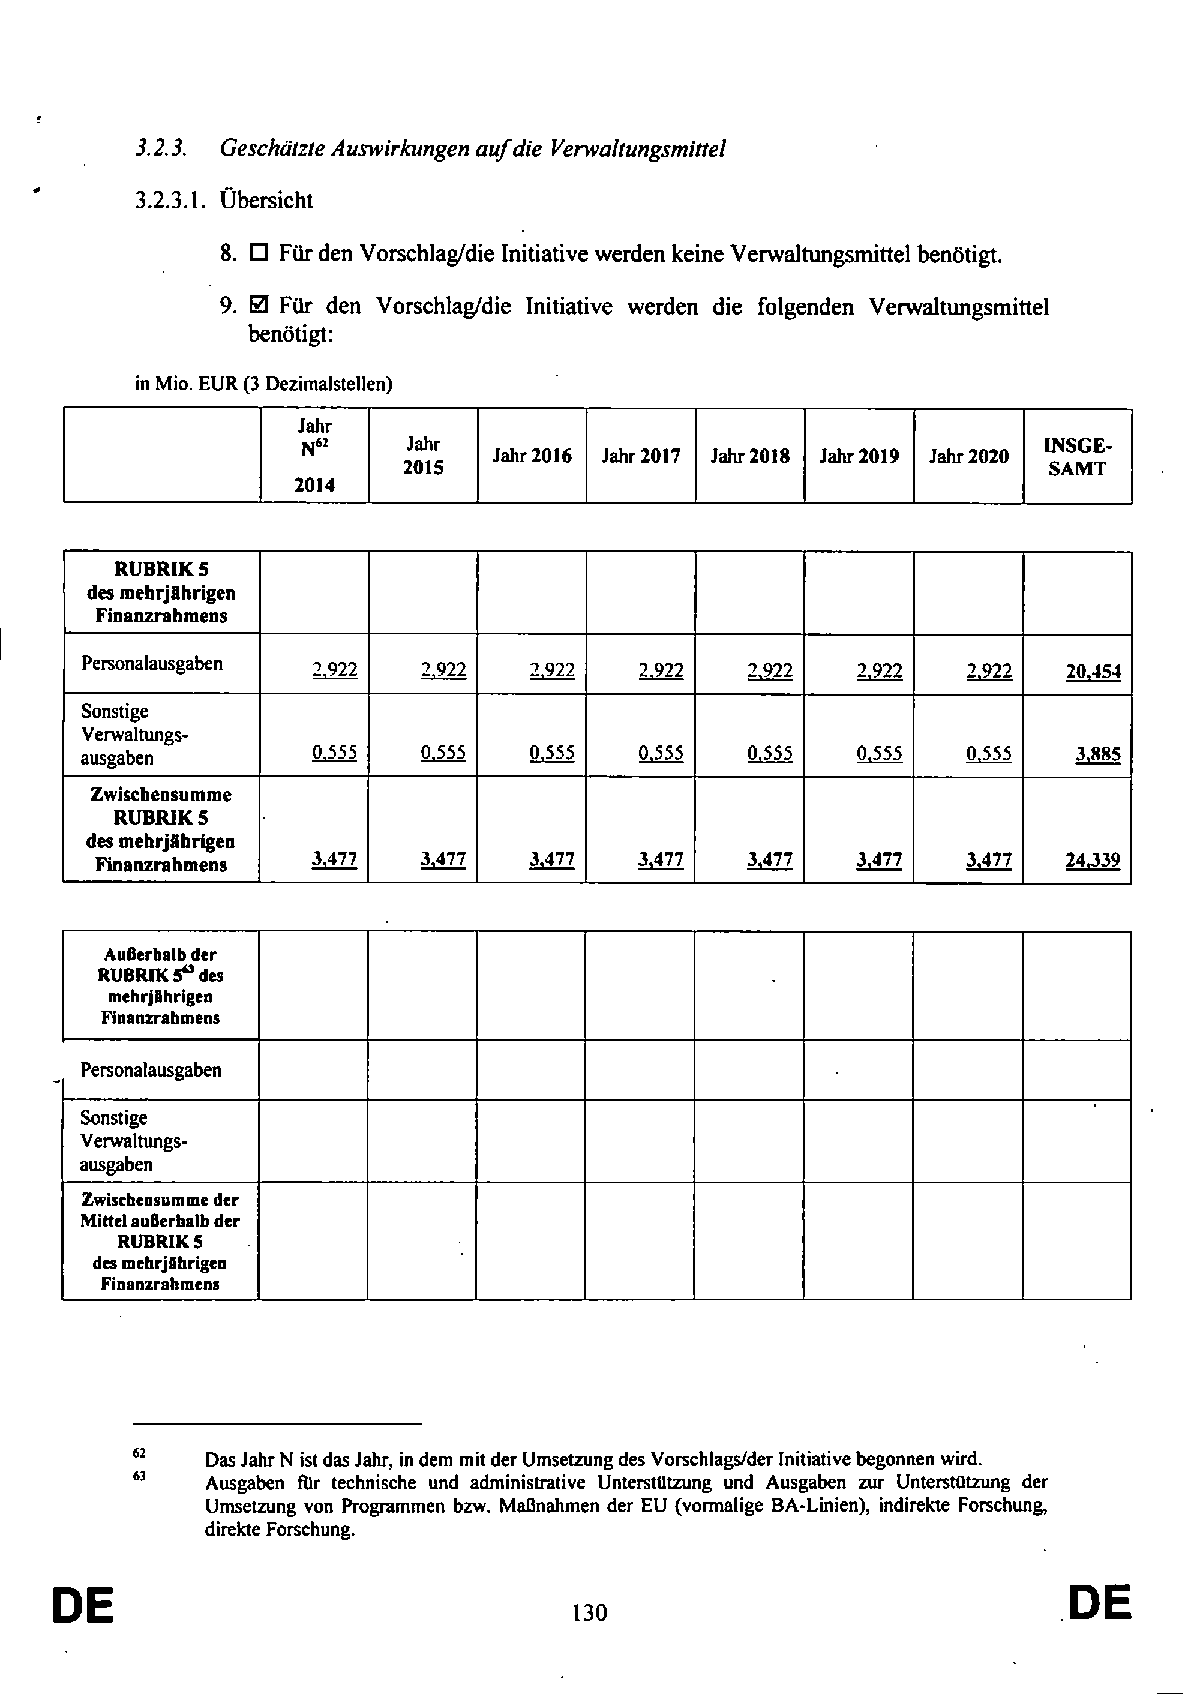 3.2.3. Geschätzte Auswirkungen auf die Verwaltungsmittel
3.2.3.1. Übersicht
8. ☐ Für den Vorschlag/die Initiative werden keine Verwaltungsmittel benötigt.
9. ☑ Für den Vorschlag/die Initiative werden die folgenden Verwaltungsmittel
benötigt:
in Mio. EUR (3 Dezimalstellen)
Jahr N62 2014 Jahr 2015 Jahr 2016 Jahr 2017 Jahr 2018 Jahr 2019 Jahr 2020 INSGE-SAMT
RUBRIK 5
des mehrjährigen
Finanzrahmens
Personalausgaben 2,922 2,922 2,922 2,922 2,922 2,922 2,922 20,454
Sonstige
Verwaltungs-
ausgaben 0,555 0,555 0,555 0,555 0,555 0,555 0,555 3,885
Zwischensumme
RUBRIK 5
des mehrjährigen
Finanzrahmens 3,477 3,477 3,477 3,477 3,477 3,477 3,477 24,339
Außerhalb der
RUBRIK 563 des
mehrjährigen
Finanzrahmens
Personalausgaben
Sonstige
Verwaltungs-
ausgaben
Zwischensumme der
Mittel außerhalb der
RUBRIK 5
des mehrjährigen
Finanzrahmens
62 Das Jahr N ist das Jahr, in dem mit der Umsetzung des Vorschlags/der Initiative begonnen wird.
63 Ausgaben für technische und administrative Unterstützung und Ausgaben zur Unterstützung der
Umsetzung von Programmen bzw. Maßnahmen der EU (vormalige BA-Linien), indirekte Forschung,
direkte Forschung.
DE 130 DE